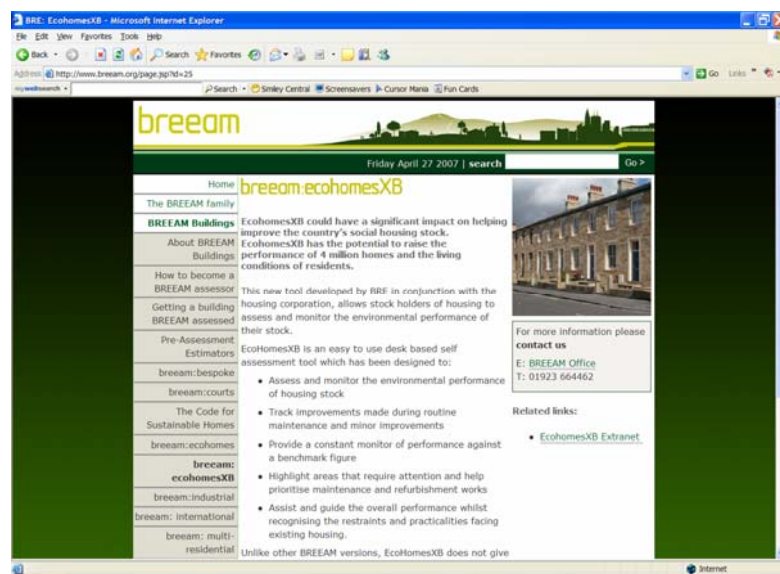 BRE: EcohomesXB - Microsoft Internet Explorer
File Edit View Favorites Tools Help
Back Search Favorites
Address http://www.breeam.org/page.jsp?id=25 Go Links
mywebsearch Search Smiley Central Screensavers Cursor Mania Fun Cards
breeam
Friday April 27 2007 | search Go >
Home
The BREEAM family
BREEAM Buildings
About BREEAM
Buildings
How to become a
BREEAM assessor
Getting a building
BREEAM assessed
Pre-Assessment
Estimators
breeam:bespoke
breeam:courts
The Code for
Sustainable Homes
breeam:ecohomes
breeam:
ecohomesXB
breeam:industrial
breeam: international
breeam: multi-
residential
breeam:ecohomesXB
EcohomesXB could have a significant impact on helping
improve the country's social housing stock.
EcohomesXB has the potential to raise the
performance of 4 million homes and the living
conditions of residents.
This new tool developed by BRE in conjunction with the
housing corporation, allows stock holders of housing to
assess and monitor the environmental performance of
their stock.
EcoHomesXB is an easy to use desk based self
assessment tool which has been designed to:
• Assess and monitor the environmental performance
of housing stock
• Track improvements made during routine
maintenance and minor improvements
• Provide a constant monitor of performance against
a benchmark figure
• Highlight areas that require attention and help
prioritise maintenance and refurbishment works
• Assist and guide the overall performance whilst
recognising the restraints and practicalities facing
existing housing.
Unlike other BREEAM versions, EcoHomesXB does not give
For more information please
contact us
E: BREEAM Office
T: 01923 664462
Related links:
• EcohomesXB Extranet
Internet